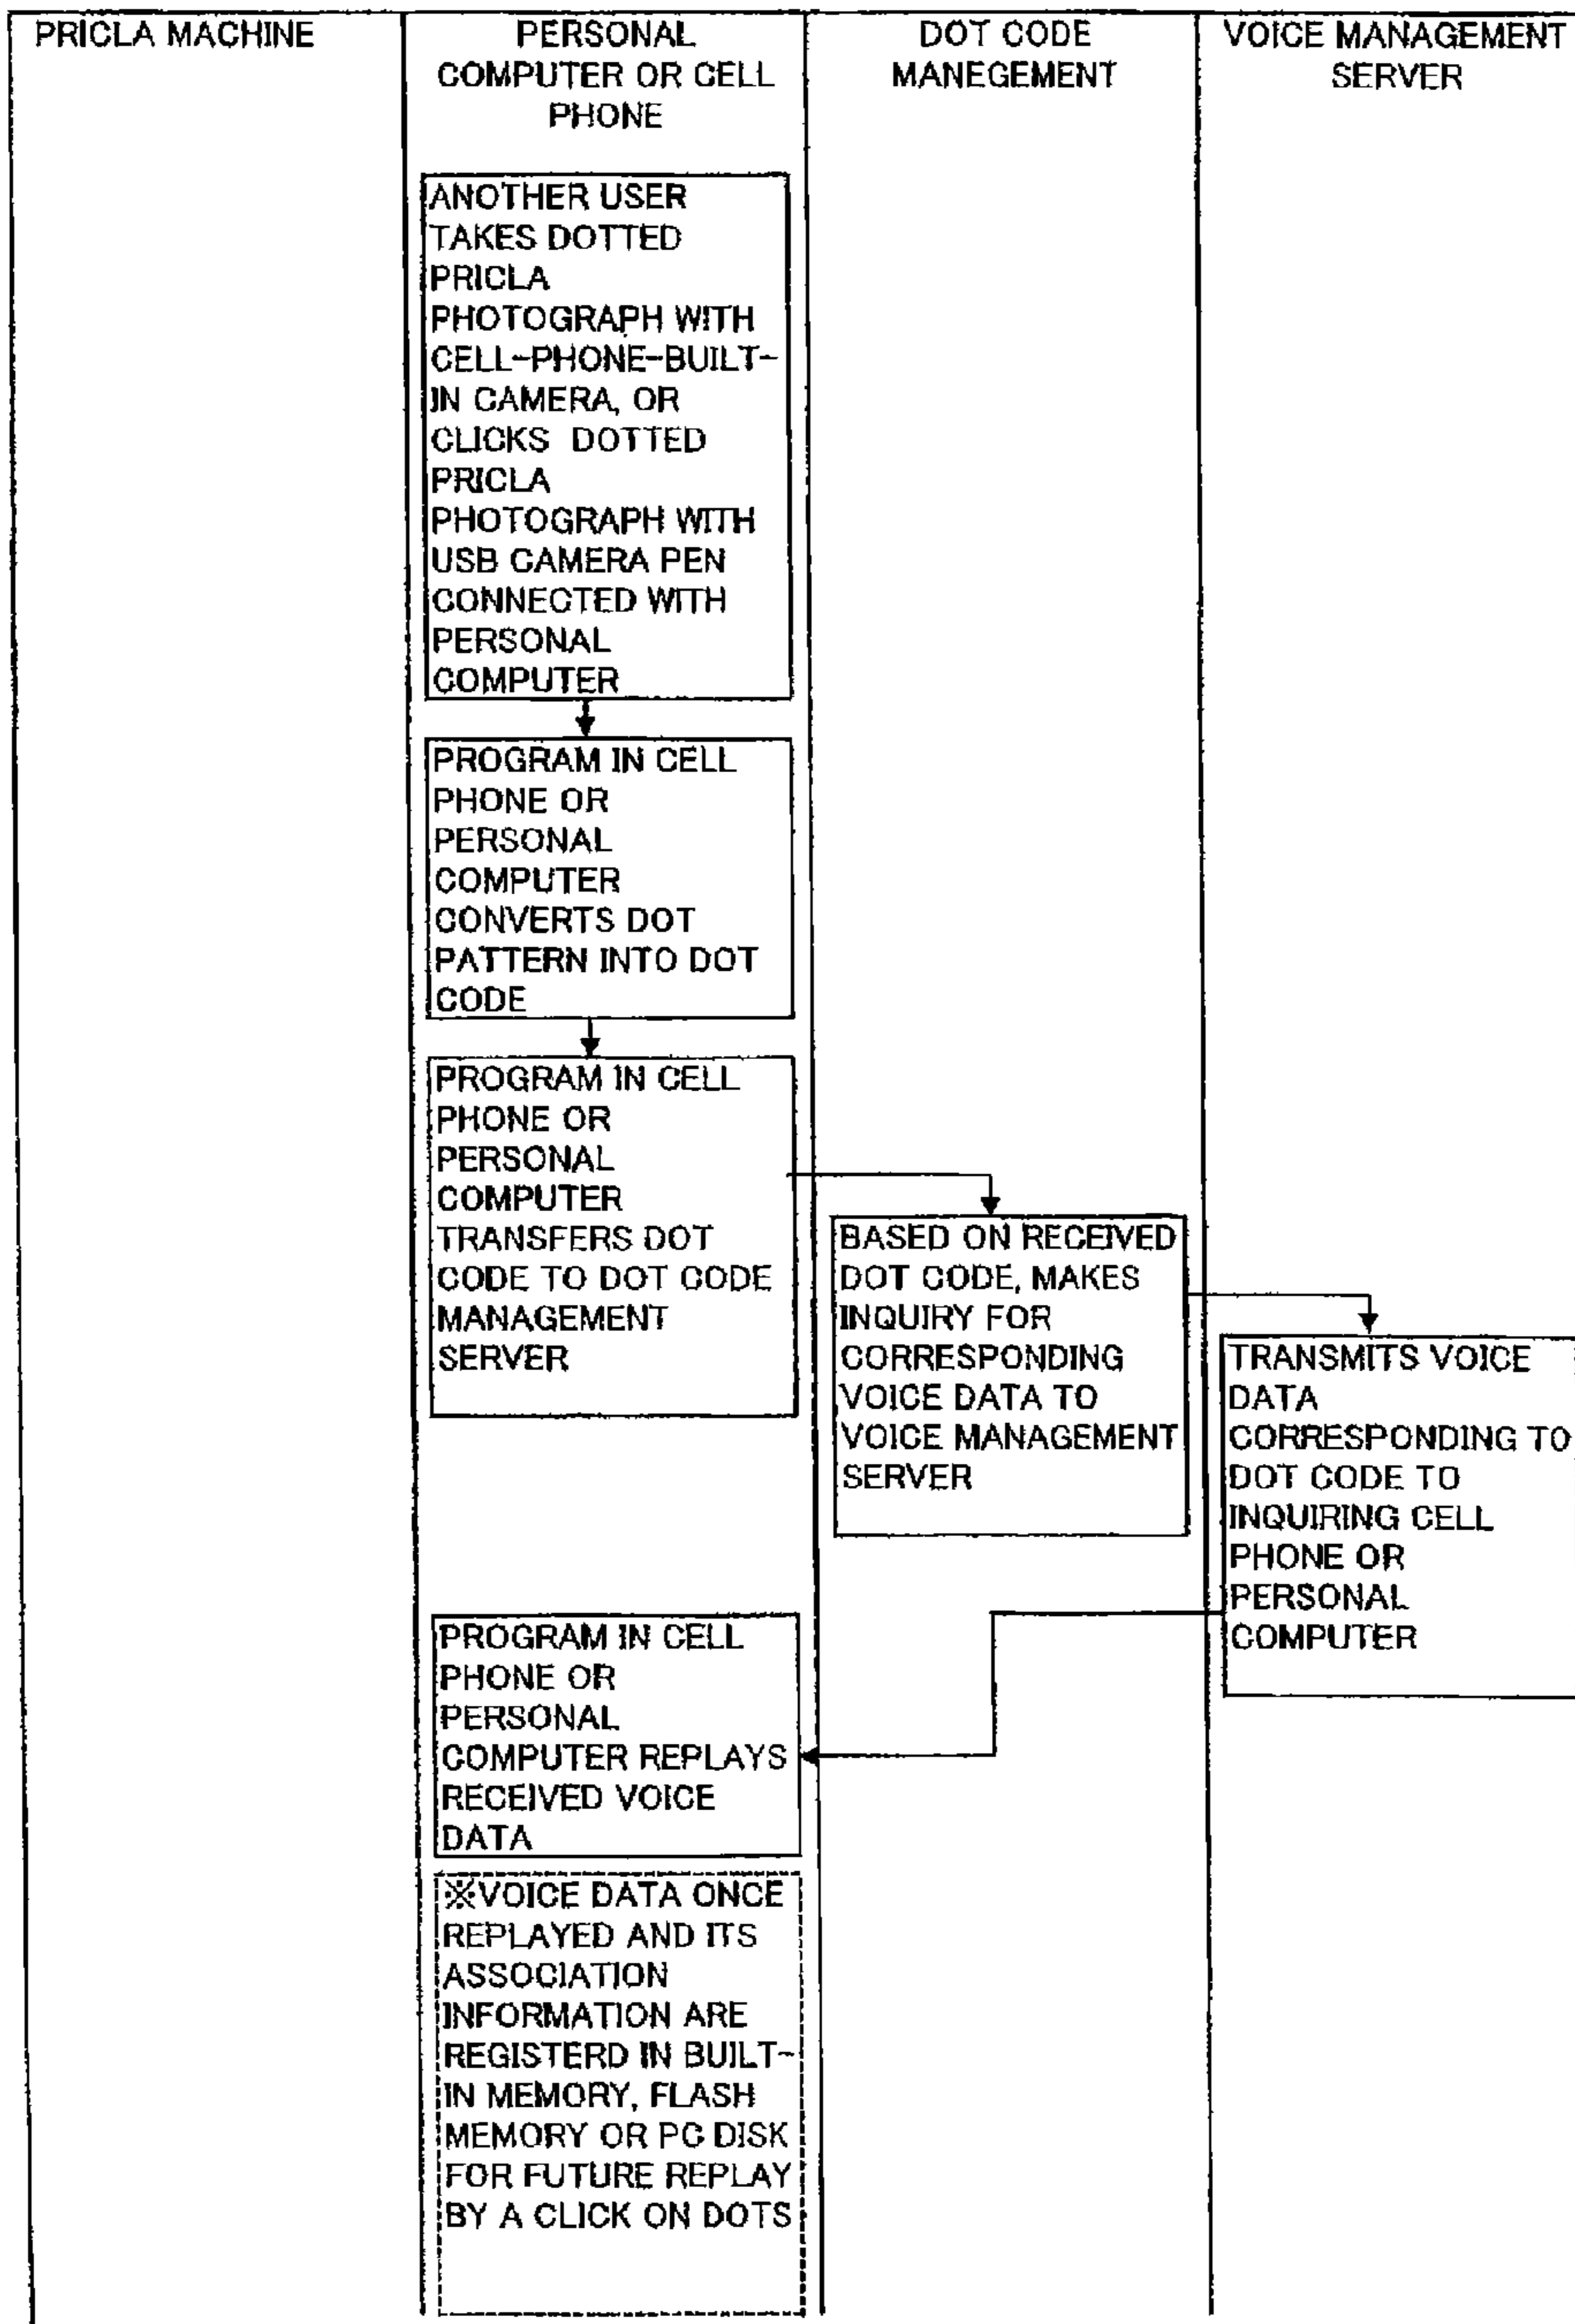 PRICLA MACHINE
PERSONAL
COMPUTER OR CELL
PHONE
DOT CODE
MANEGEMENT
VOICE MANAGEMENT
SERVER
ANOTHER USER
TAKES DOTTED
PRICLA
PHOTOGRAPH WITH
CELL-PHONE-BUILT-
IN CAMERA, OR
CLICKS DOTTED
PRICLA
PHOTOGRAPH WITH
USB CAMERA PEN
CONNECTED WITH
PERSONAL
COMPUTER
PROGRAM IN CELL
PHONE OR
PERSONAL
COMPUTER
CONVERTS DOT
PATTERN INTO DOT
CODE
PROGRAM IN CELL
PHONE OR
PERSONAL
COMPUTER
TRANSFERS DOT
CODE TO DOT CODE
MANAGEMENT
SERVER
BASED ON RECEIVED
DOT CODE, MAKES
INQUIRY FOR
CORRESPONDING
VOICE DATA TO
VOICE MANAGEMENT
SERVER
TRANSMITS VOICE
DATA
CORRESPONDING TO
DOT CODE TO
INQUIRING CELL
PHONE OR
PERSONAL
COMPUTER
PROGRAM IN CELL
PHONE OR
PERSONAL
COMPUTER REPLAYS
RECEIVED VOICE
DATA
※VOICE DATA ONCE
REPLAYED AND ITS
ASSOCIATION
INFORMATION ARE
REGISTERD IN BUILT-
IN MEMORY, FLASH
MEMORY OR PC DISK
FOR FUTURE REPLAY
BY A CLICK ON DOTS